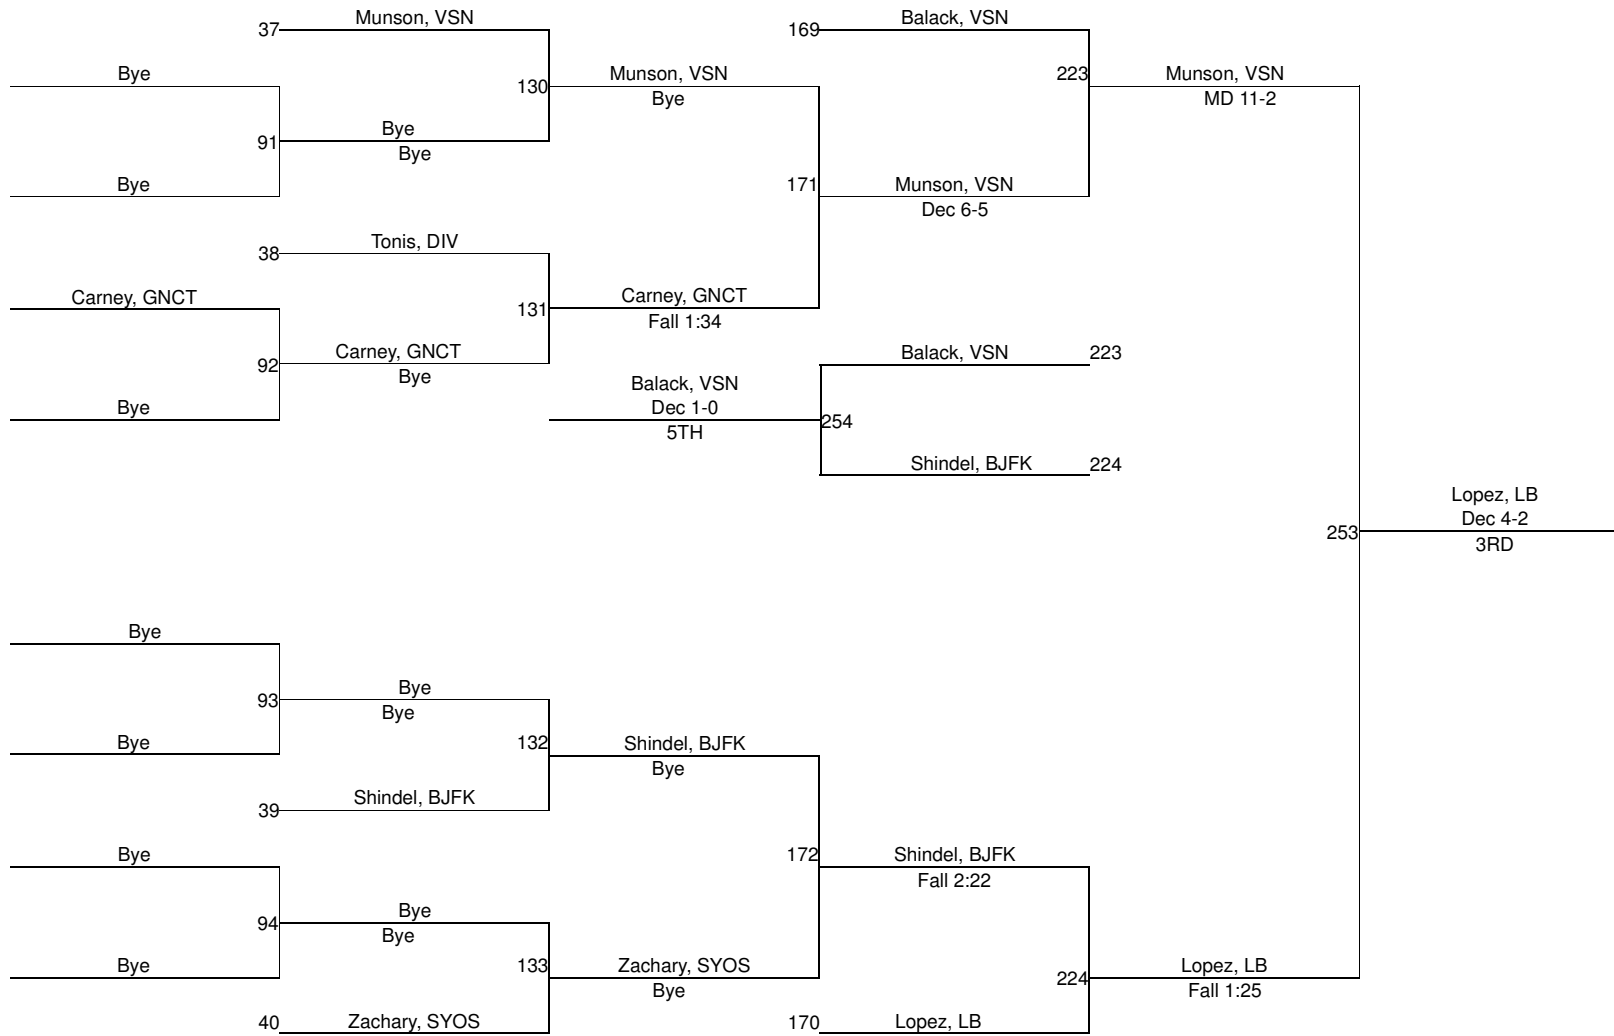 Munson, VSN
37
Balack, VSN
169
Bye
130
Munson, VSN
Bye
223
Munson, VSN
MD 11-2
91
Bye
Bye
Bye
171
Munson, VSN
Dec 6-5
38
Tonis, DIV
Carney, GNCT
131
Carney, GNCT
Fall 1:34
92
Carney, GNCT
Bye
Balack, VSN
223
Bye
Balack, VSN
Dec 1-0
5TH
254
Shindel, BJFK
224
Lopez, LB
Dec 4-2
3RD
253
Bye
93
Bye
Bye
Bye
132
Shindel, BJFK
Bye
39
Shindel, BJFK
Bye
172
Shindel, BJFK
Fall 2:22
94
Bye
Bye
Bye
133
Zachary, SYOS
Bye
224
Lopez, LB
Fall 1:25
40
Zachary, SYOS
170
Lopez, LB